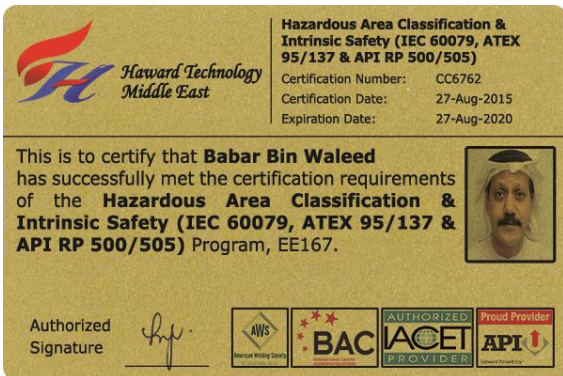 Haward Technology
Middle East
Hazardous Area Classification &
Intrinsic Safety (IEC 60079, ATEX
95/137 & API RP 500/505)
Certification Number: CC6762
Certification Date: 27-Aug-2015
Expiration Date: 27-Aug-2020
This is to certify that Babar Bin Waleed
has successfully met the certification requirements
of the Hazardous Area Classification &
Intrinsic Safety (IEC 60079, ATEX 95/137 &
API RP 500/505) Program, EE167.
Authorized
Signature
AWS
American Welding Society
BAC
AUTHORIZED
IACET
PROVIDER
Proud Provider
API